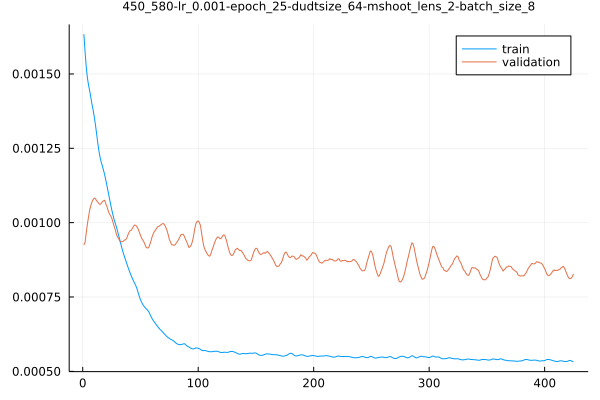 450_580-lr_0.001-epoch_25-dudtsize_64-mshoot_lens_2-batch_size_8
train
validation
0.00150
0.00125
0.00100
0.00075
0.00050
0 100 200 300 400